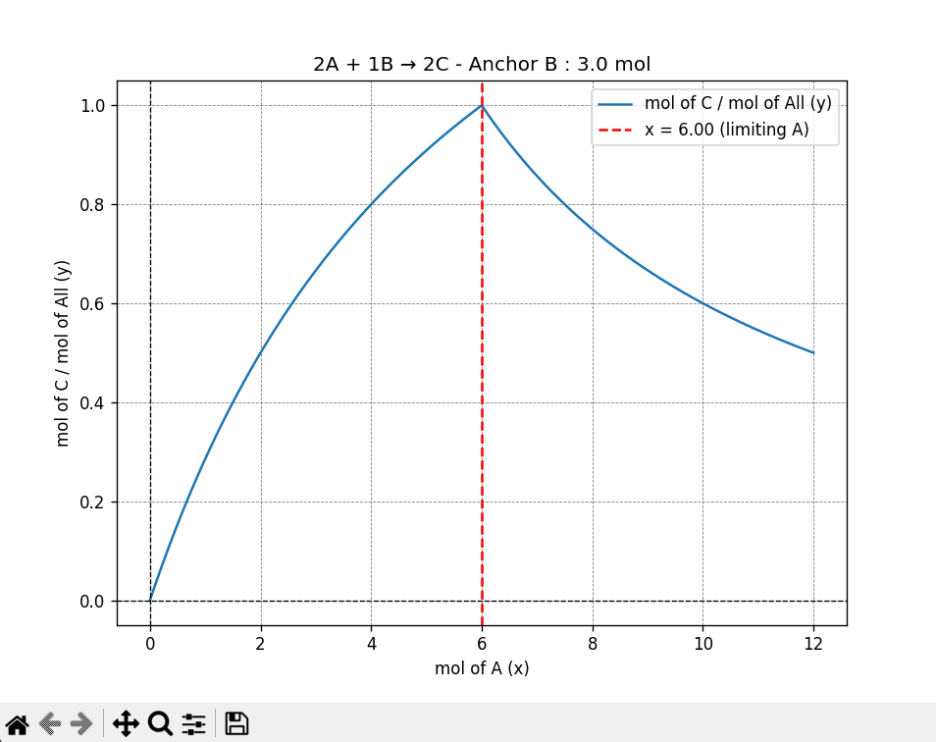 2A + 1B → 2C - Anchor B : 3.0 mol
mol of C / mol of All (y)
x = 6.00 (limiting A)
mol of C / mol of All (y)
1.0
0.8
0.6
0.4
0.2
0.0
0 2 4 6 8 10 12
mol of A (x)